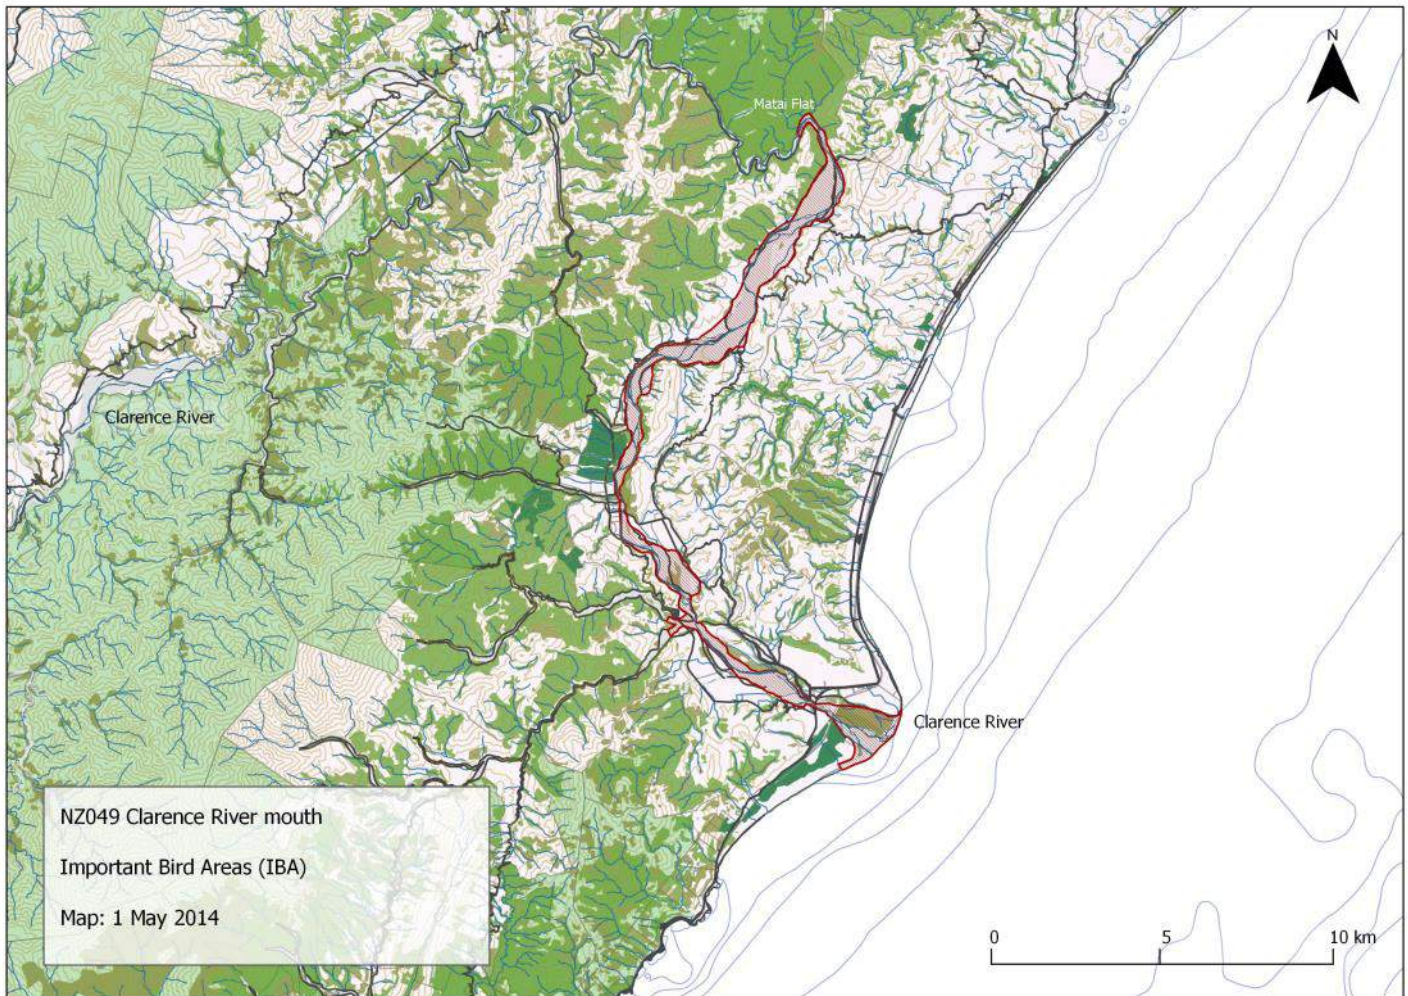 N
Matai Flat
Clarence River
Clarence River
NZ049 Clarence River mouth
Important Bird Areas (IBA)
Map: 1 May 2014
0 5 10 km